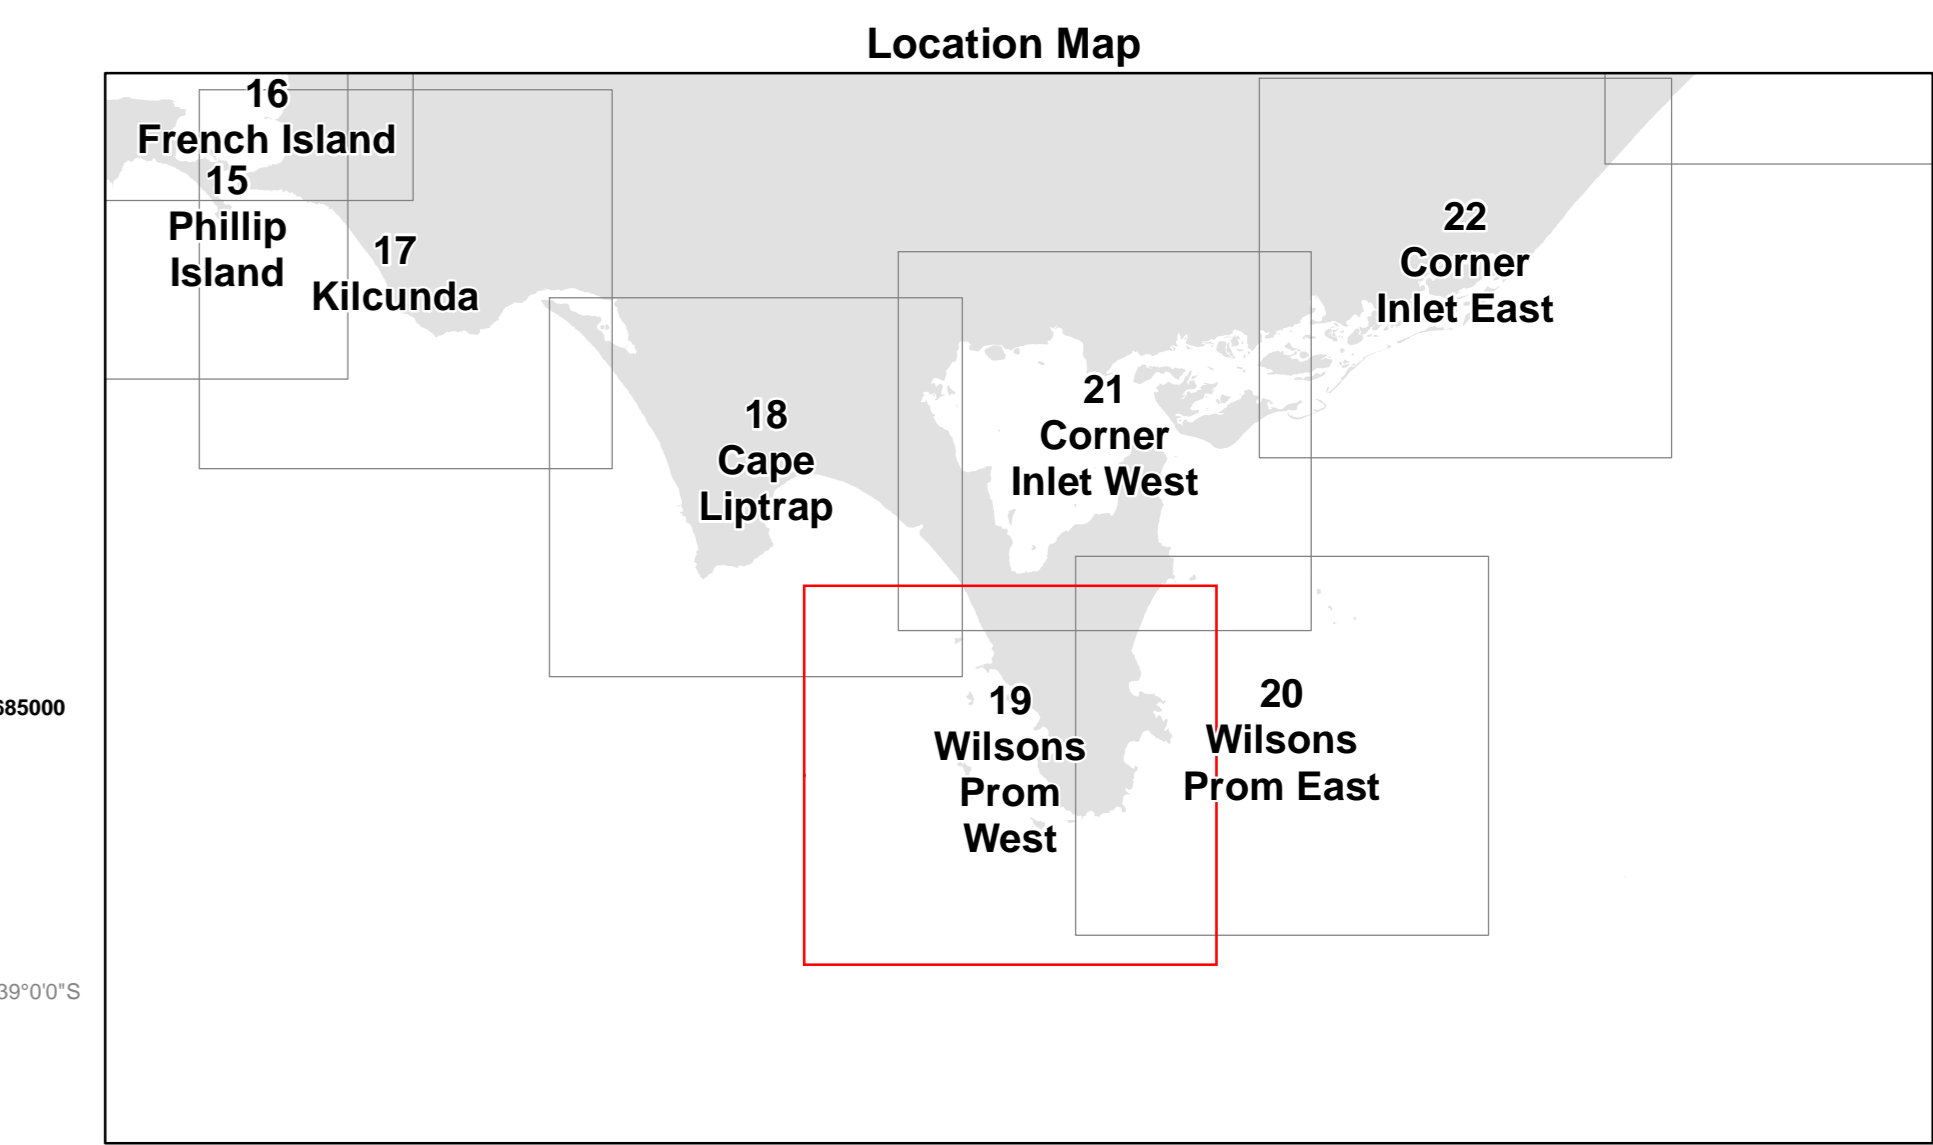 Location Map
16
French Island
15
Phillip
Island
17
Kilcunda
18
Cape
Liptrap
19
Wilsons
Prom
West
20
Wilsons
Prom East
21
Corner
Inlet West
22
Corner
Inlet East
685000
39°0'0"S